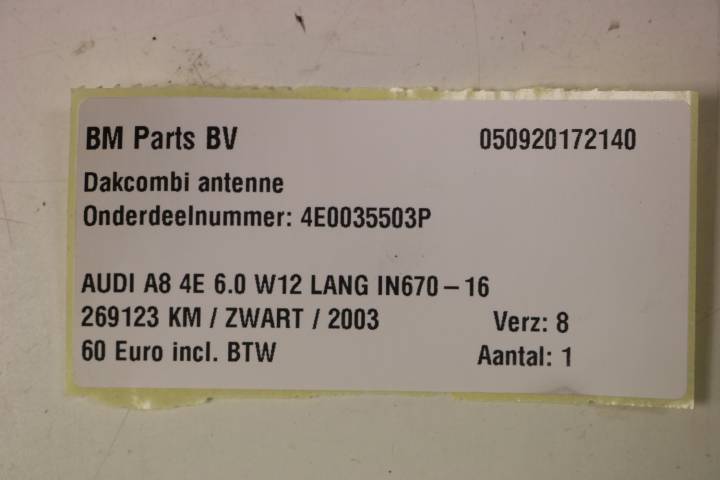 BM Parts BV 050920172140
Dakcombi antenne
Onderdeelnummer: 4E0035503P
AUDI A8 4E 6.0 W12 LANG IN670-16
269123 KM / ZWART / 2003 Verz: 8
60 Euro incl. BTW Aantal: 1